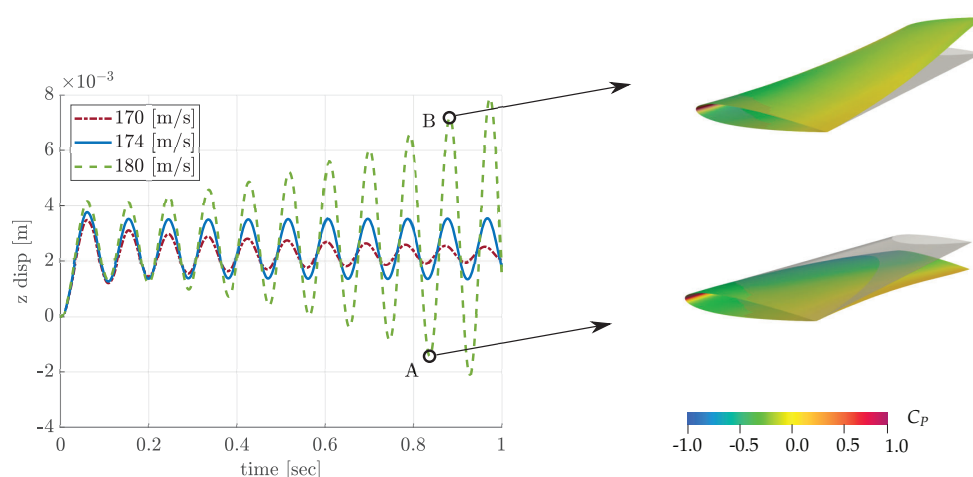 ×10⁻³
8
6
4
2
0
-2
-4
z disp [m]
170 [m/s]
174 [m/s]
180 [m/s]
B
A
0 0.2 0.4 0.6 0.8 1
time [sec]
C_P
-1.0 -0.5 0.0 0.5 1.0